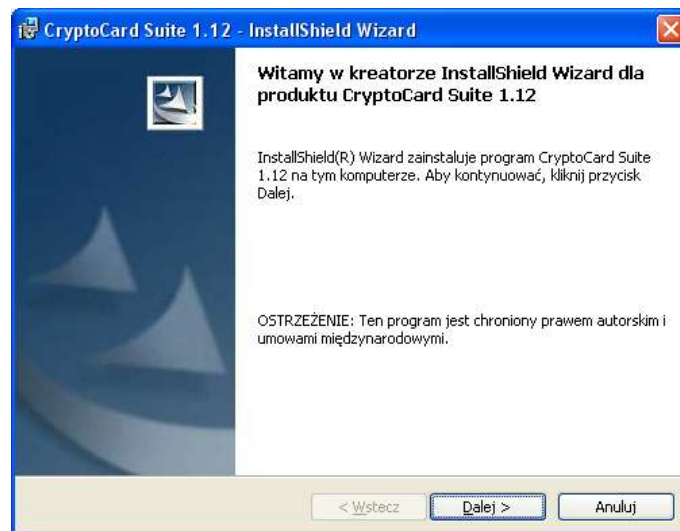 CryptoCard Suite 1.12 - InstallShield Wizard
Witamy w kreatorze InstallShield Wizard dla
produktu CryptoCard Suite 1.12
InstallShield(R) Wizard zainstaluje program CryptoCard Suite
1.12 na tym komputerze. Aby kontynuować, kliknij przycisk
Dalej.
OSTRZEŻENIE: Ten program jest chroniony prawem autorskim i
umowami międzynarodowymi.
< Wstecz
Dalej >
Anuluj